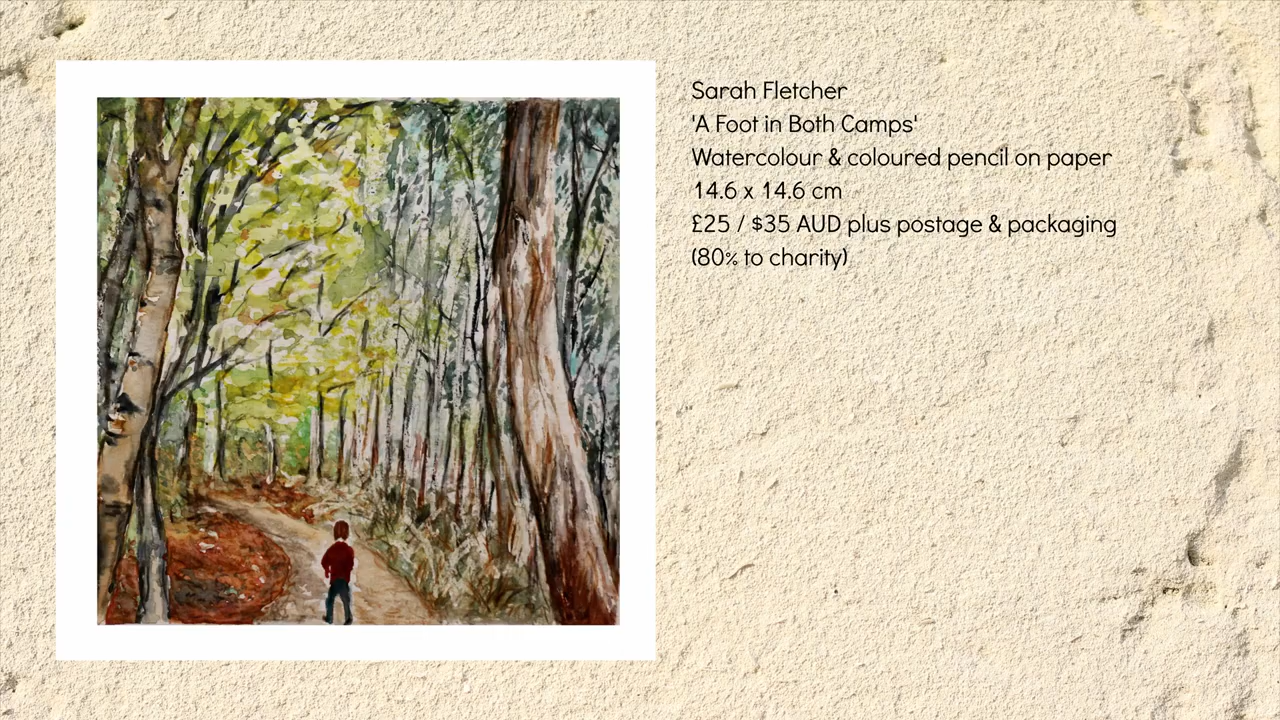 Sarah Fletcher
'A Foot in Both Camps'
Watercolour & coloured pencil on paper
14.6 x 14.6 cm
£25 / $35 AUD plus postage & packaging
(80% to charity)